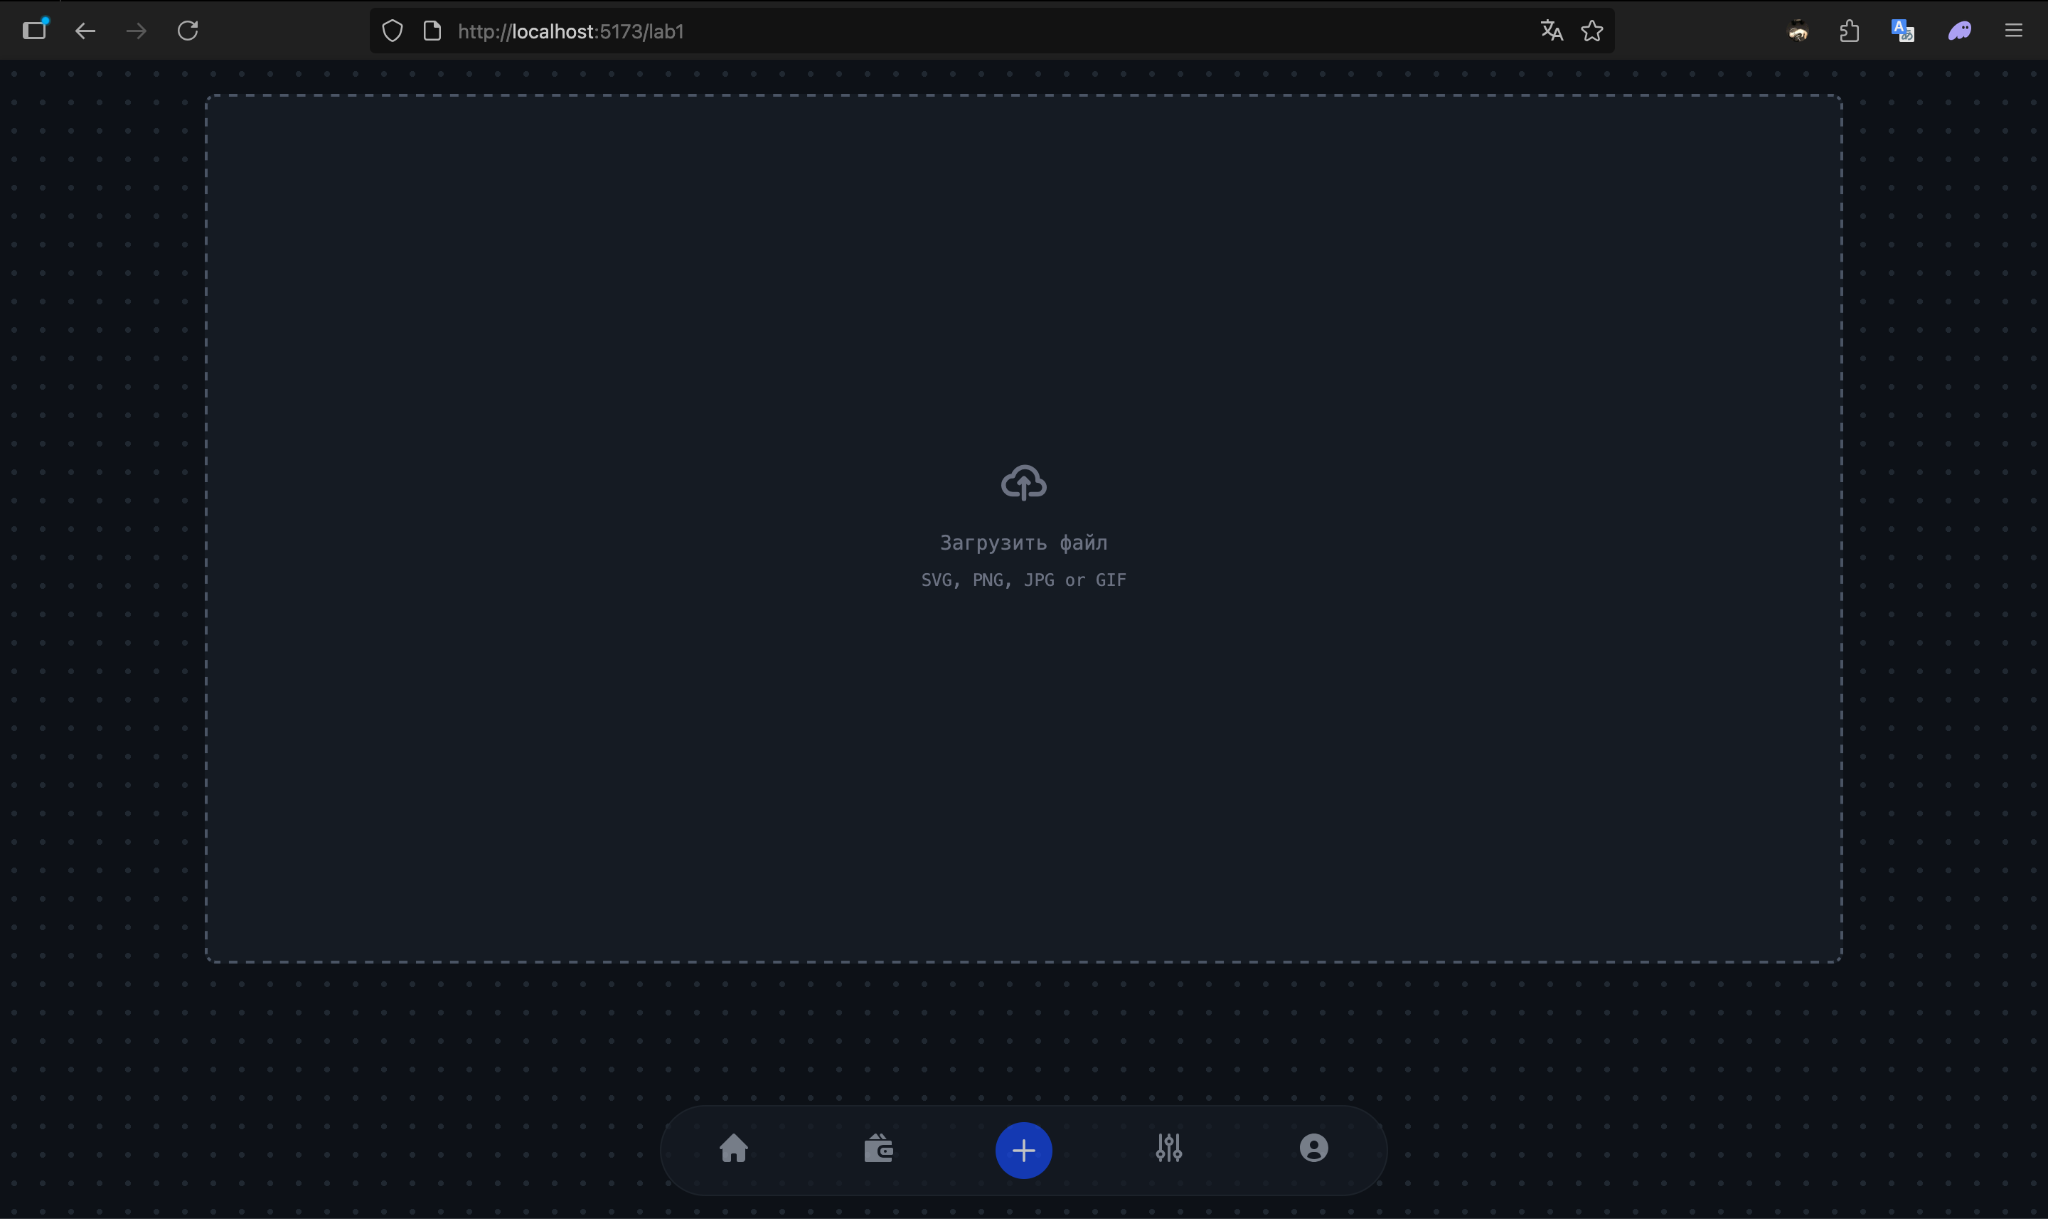 http://localhost:5173/lab1
Загрузить файл
SVG, PNG, JPG or GIF